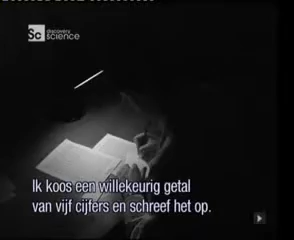 Sc discovery
science
Ik koos een willekeurig getal
van vijf cijfers en schreef het op.